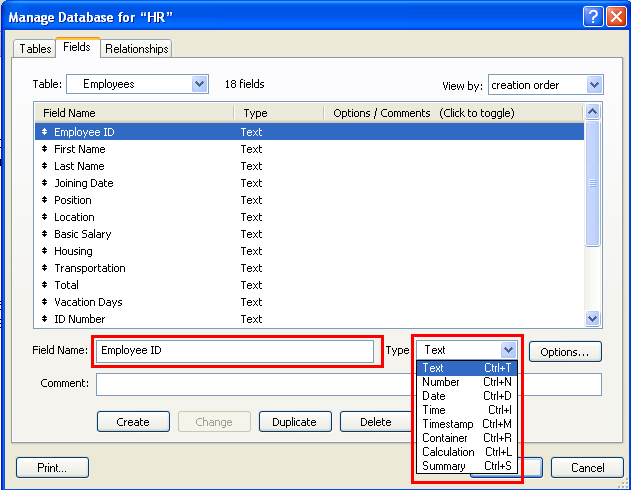 Manage Database for “HR”
Tables Fields Relationships
Table: Employees 18 fields View by: creation order
Field Name Type Options / Comments (Click to toggle)
Employee ID Text
First Name Text
Last Name Text
Joining Date Text
Position Text
Location Text
Basic Salary Text
Housing Text
Transportation Text
Total Text
Vacation Days Text
ID Number Text
Field Name: Employee ID Type Text Options...
Text Ctrl+T
Comment: Number Ctrl+N
Date Ctrl+D
Time Ctrl+I
Create Change Duplicate Delete Timestamp Ctrl+M
Container Ctrl+R
Calculation Ctrl+L
Print... Summary Ctrl+S Cancel